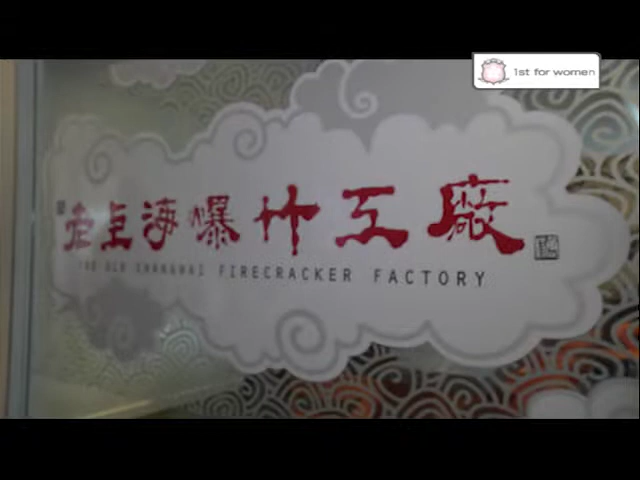 1st for women
老上海爆竹工廠
THE OLD SHANGHAI FIRECRACKER FACTORY